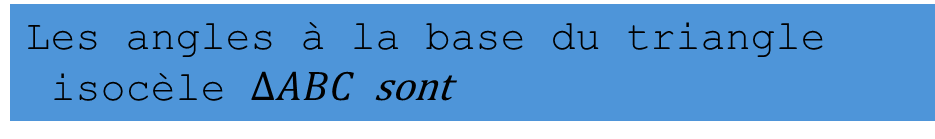 Les angles à la base du triangle
isocèle ΔABC sont